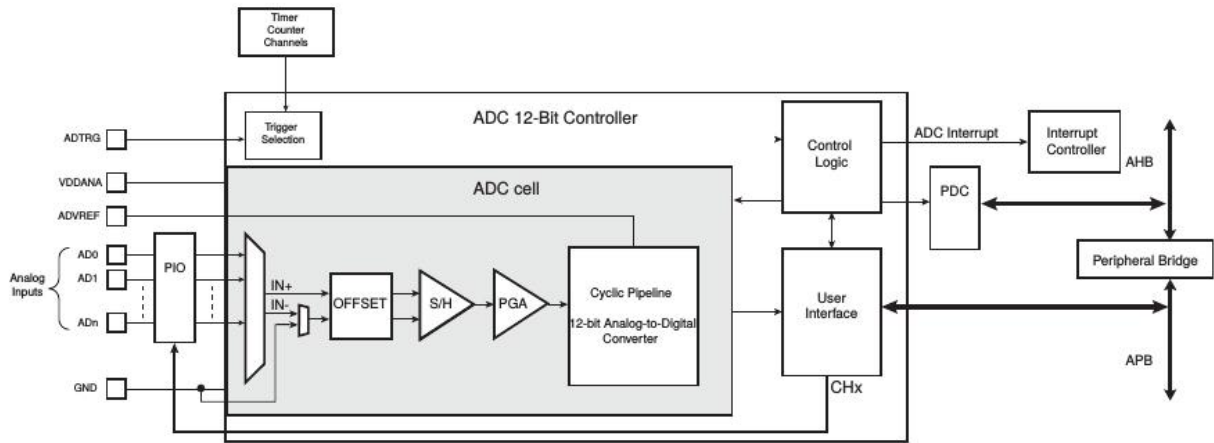 Timer
Counter
Channels
ADC 12-Bit Controller
ADTRG
Trigger
Selection
Control
Logic
ADC Interrupt
Interrupt
Controller
AHB
VDDANA
ADC cell
PDC
ADVREF
Analog
Inputs
AD0
AD1
ADn
PIO
IN+
IN-
OFFSET
S/H
PGA
Cyclic Pipeline
12-bit Analog-to-Digital
Converter
User
Interface
Peripheral Bridge
GND
CHx
APB